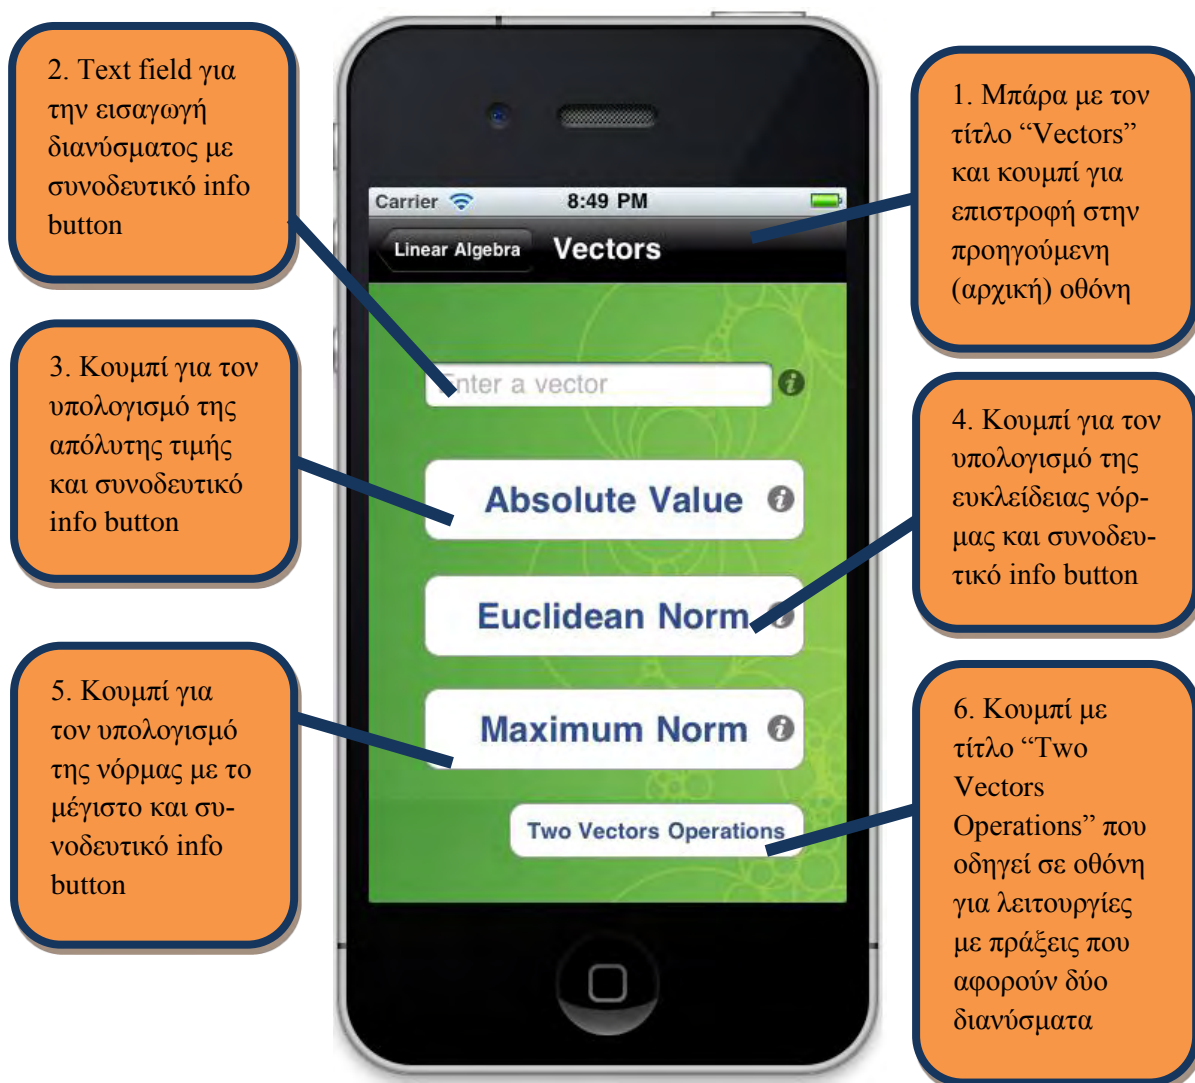 2. Text field για
την εισαγωγή
διανύσματος με
συνοδευτικό info
button
3. Κουμπί για τον
υπολογισμό της
απόλυτης τιμής
και συνοδευτικό
info button
5. Κουμπί για
τον υπολογισμό
της νόρμας με το
μέγιστο και συ-
νοδευτικό info
button
Carrier
8:49 PM
Linear Algebra
Vectors
Enter a vector
Absolute Value
Euclidean Norm
Maximum Norm
Two Vectors Operations
1. Μπάρα με τον
τίτλο “Vectors”
και κουμπί για
επιστροφή στην
προηγούμενη
(αρχική) οθόνη
4. Κουμπί για τον
υπολογισμό της
ευκλείδειας νόρ-
μας και συνοδευ-
τικό info button
6. Κουμπί με
τίτλο “Two
Vectors
Operations” που
οδηγεί σε οθόνη
για λειτουργίες
με πράξεις που
αφορούν δύο
διανύσματα